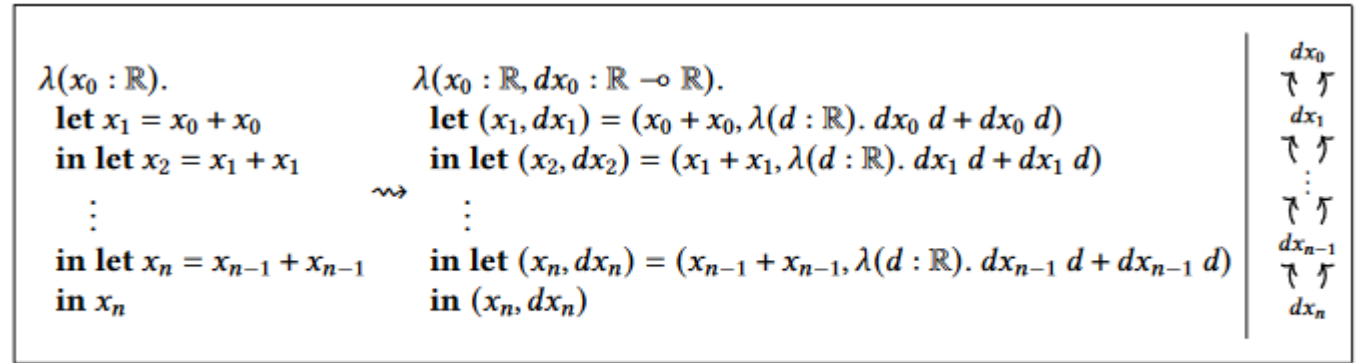 λ(x₀ : ℝ).
let x₁ = x₀ + x₀
in let x₂ = x₁ + x₁
⋮
in let xₙ = xₙ₋₁ + xₙ₋₁
in xₙ
⇝
λ(x₀ : ℝ, dx₀ : ℝ ⊸ ℝ).
let (x₁, dx₁) = (x₀ + x₀, λ(d : ℝ). dx₀ d + dx₀ d)
in let (x₂, dx₂) = (x₁ + x₁, λ(d : ℝ). dx₁ d + dx₁ d)
⋮
in let (xₙ, dxₙ) = (xₙ₋₁ + xₙ₋₁, λ(d : ℝ). dxₙ₋₁ d + dxₙ₋₁ d)
in (xₙ, dxₙ)
dx₀
dx₁
⋮
dxₙ₋₁
dxₙ